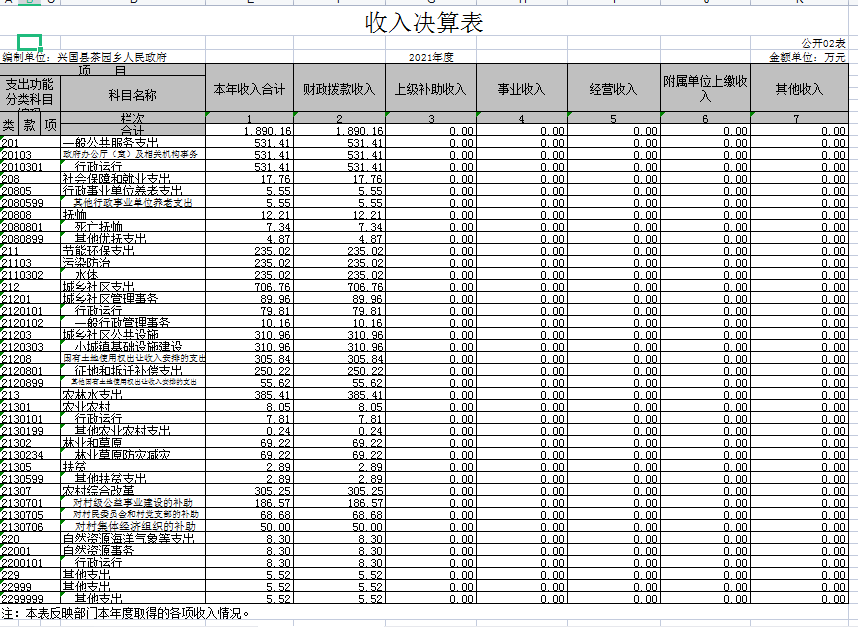 收入决算表
公开02表
编制单位：兴国县茶园乡人民政府 2021年度 金额单位：万元
项 目 本年收入合计 财政拨款收入 上级补助收入 事业收入 经营收入 附属单位上缴收入 其他收入
支出功能分类科目编码 科目名称
类 款 项 栏次 1 2 3 4 5 6 7
合计 1,890.16 1,890.16 0.00 0.00 0.00 0.00 0.00
201 一般公共服务支出 531.41 531.41 0.00 0.00 0.00 0.00 0.00
20103 政府办公厅（室）及相关机构事务 531.41 531.41 0.00 0.00 0.00 0.00 0.00
2010301 行政运行 531.41 531.41 0.00 0.00 0.00 0.00 0.00
208 社会保障和就业支出 17.76 17.76 0.00 0.00 0.00 0.00 0.00
20805 行政事业单位养老支出 5.55 5.55 0.00 0.00 0.00 0.00 0.00
2080599 其他行政事业单位养老支出 5.55 5.55 0.00 0.00 0.00 0.00 0.00
20808 抚恤 12.21 12.21 0.00 0.00 0.00 0.00 0.00
2080801 死亡抚恤 7.34 7.34 0.00 0.00 0.00 0.00 0.00
2080899 其他优抚支出 4.87 4.87 0.00 0.00 0.00 0.00 0.00
211 节能环保支出 235.02 235.02 0.00 0.00 0.00 0.00 0.00
21103 污染防治 235.02 235.02 0.00 0.00 0.00 0.00 0.00
2110302 水体 235.02 235.02 0.00 0.00 0.00 0.00 0.00
212 城乡社区支出 706.76 706.76 0.00 0.00 0.00 0.00 0.00
21201 城乡社区管理事务 89.96 89.96 0.00 0.00 0.00 0.00 0.00
2120101 行政运行 79.81 79.81 0.00 0.00 0.00 0.00 0.00
2120102 一般行政管理事务 10.16 10.16 0.00 0.00 0.00 0.00 0.00
21203 城乡社区公共设施 310.96 310.96 0.00 0.00 0.00 0.00 0.00
2120303 小城镇基础设施建设 310.96 310.96 0.00 0.00 0.00 0.00 0.00
21208 国有土地使用权出让收入安排的支出 305.84 305.84 0.00 0.00 0.00 0.00 0.00
2120801 征地和拆迁补偿支出 250.22 250.22 0.00 0.00 0.00 0.00 0.00
2120899 其他国有土地使用权出让收入安排的支出 55.62 55.62 0.00 0.00 0.00 0.00 0.00
213 农林水支出 385.41 385.41 0.00 0.00 0.00 0.00 0.00
21301 农业农村 8.05 8.05 0.00 0.00 0.00 0.00 0.00
2130101 行政运行 7.81 7.81 0.00 0.00 0.00 0.00 0.00
2130199 其他农业农村支出 0.24 0.24 0.00 0.00 0.00 0.00 0.00
21302 林业和草原 69.22 69.22 0.00 0.00 0.00 0.00 0.00
2130234 林业草原防灾减灾 69.22 69.22 0.00 0.00 0.00 0.00 0.00
21305 扶贫 2.89 2.89 0.00 0.00 0.00 0.00 0.00
2130599 其他扶贫支出 2.89 2.89 0.00 0.00 0.00 0.00 0.00
21307 农村综合改革 305.25 305.25 0.00 0.00 0.00 0.00 0.00
2130701 对村级公益事业建设的补助 186.57 186.57 0.00 0.00 0.00 0.00 0.00
2130705 对村民委员会和村党支部的补助 68.68 68.68 0.00 0.00 0.00 0.00 0.00
2130706 对村集体经济组织的补助 50.00 50.00 0.00 0.00 0.00 0.00 0.00
220 自然资源海洋气象等支出 8.30 8.30 0.00 0.00 0.00 0.00 0.00
22001 自然资源事务 8.30 8.30 0.00 0.00 0.00 0.00 0.00
2200101 行政运行 8.30 8.30 0.00 0.00 0.00 0.00 0.00
229 其他支出 5.52 5.52 0.00 0.00 0.00 0.00 0.00
22999 其他支出 5.52 5.52 0.00 0.00 0.00 0.00 0.00
2299999 其他支出 5.52 5.52 0.00 0.00 0.00 0.00 0.00
注：本表反映部门本年度取得的各项收入情况。